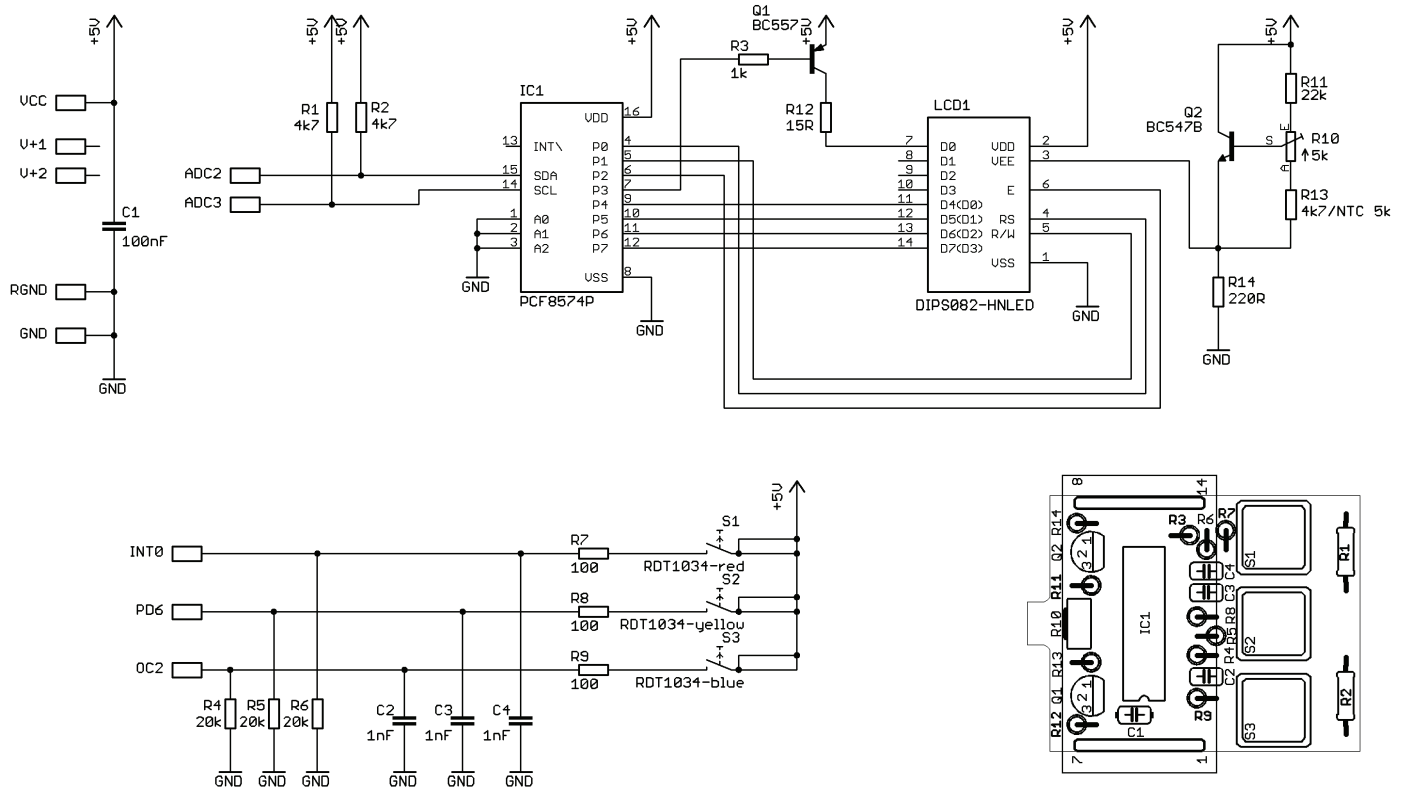 +5V
+5V
+5V
+5V
Q1
BC557
+5V
+5V
+5V
VCC
V+1
V+2
C1
100nF
RGND
GND
GND
R1
4k7
R2
4k7
ADC2
ADC3
IC1
VDD
16
13
INT\
15
SDA
14
SCL
1
A0
2
A1
3
A2
P0
4
P1
5
P2
6
P3
7
P4
9
P5
10
P6
11
P7
12
VSS
8
GND
PCF8574P
GND
R3
1k
R12
15R
LCD1
7
D0
8
D1
9
D2
10
D3
11
D4(D0)
12
D5(D1)
13
D6(D2)
14
D7(D3)
VDD
2
VEE
3
E
6
RS
4
R/W
5
VSS
1
DIPS082-HNLED
GND
Q2
BC547B
R11
22k
E
S
A
R10
5k
R13
4k7/NTC 5k
R14
220R
GND
+5V
INT0
R7
100
S1
RDT1034-red
PD6
R8
100
S2
RDT1034-yellow
OC2
R9
100
S3
RDT1034-blue
R4
20k
R5
20k
R6
20k
C2
1nF
C3
1nF
C4
1nF
GND
GND
GND
GND
GND
GND
8
14
R14
Q2
3 2 1
R11
R10
R13
Q1
3 2 1
R12
7
1
IC1
C1
R3
R6
R7
C4
C3
R8
R5
R4
C2
R9
S1
S2
S3
R1
R2